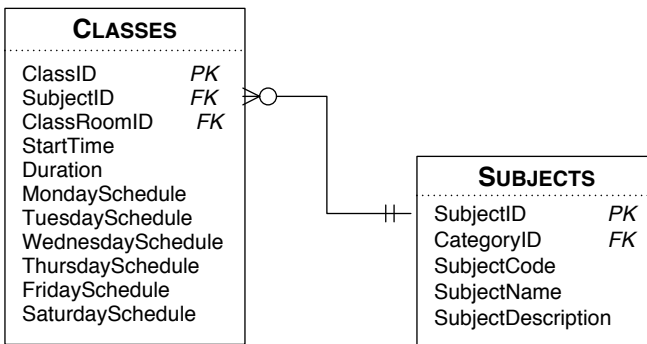 CLASSES
ClassID PK
SubjectID FK
ClassRoomID FK
StartTime
Duration
MondaySchedule
TuesdaySchedule
WednesdaySchedule
ThursdaySchedule
FridaySchedule
SaturdaySchedule
SUBJECTS
SubjectID PK
CategoryID FK
SubjectCode
SubjectName
SubjectDescription